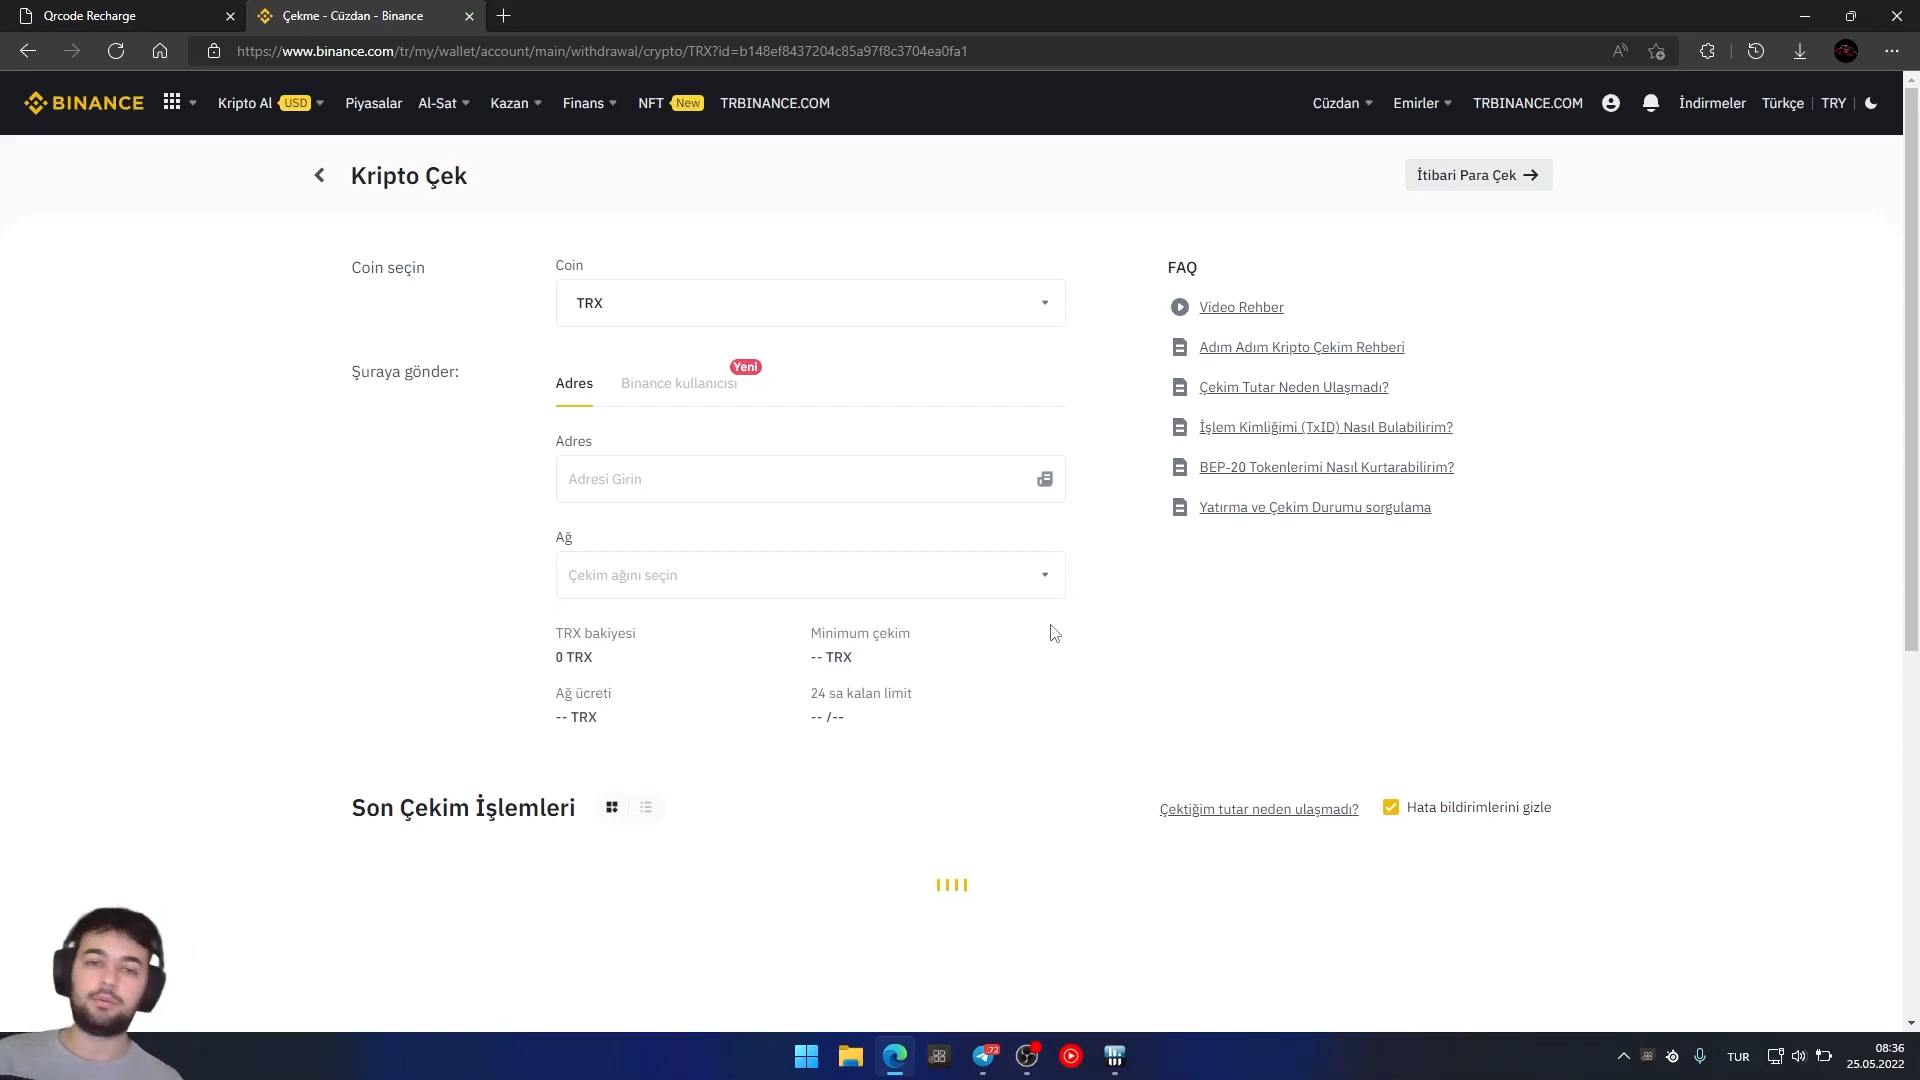 Qrcode Recharge
Çekme - Cüzdan - Binance
https://www.binance.com/tr/my/wallet/account/main/withdrawal/crypto/TRX?id=b148ef8437204c85a97f8c3704ea0fa1
BINANCE
Kripto Al USD
Piyasalar
Al-Sat
Kazan
Finans
NFT New
TRBINANCE.COM
Cüzdan
Emirler
TRBINANCE.COM
İndirmeler
Türkçe
TRY
Kripto Çek
İtibari Para Çek
Coin seçin
Coin
TRX
Şuraya gönder:
Adres
Binance kullanıcısı
Yeni
Adres
Adresi Girin
Ağ
Çekim ağını seçin
TRX bakiyesi
0 TRX
Minimum çekim
-- TRX
Ağ ücreti
-- TRX
24 sa kalan limit
-- /--
FAQ
Video Rehber
Adım Adım Kripto Çekim Rehberi
Çekim Tutar Neden Ulaşmadı?
İşlem Kimliğimi (TxID) Nasıl Bulabilirim?
BEP-20 Tokenlerimi Nasıl Kurtarabilirim?
Yatırma ve Çekim Durumu sorgulama
Son Çekim İşlemleri
Çektiğim tutar neden ulaşmadı?
Hata bildirimlerini gizle
72
TUR
08:36
25.05.2022